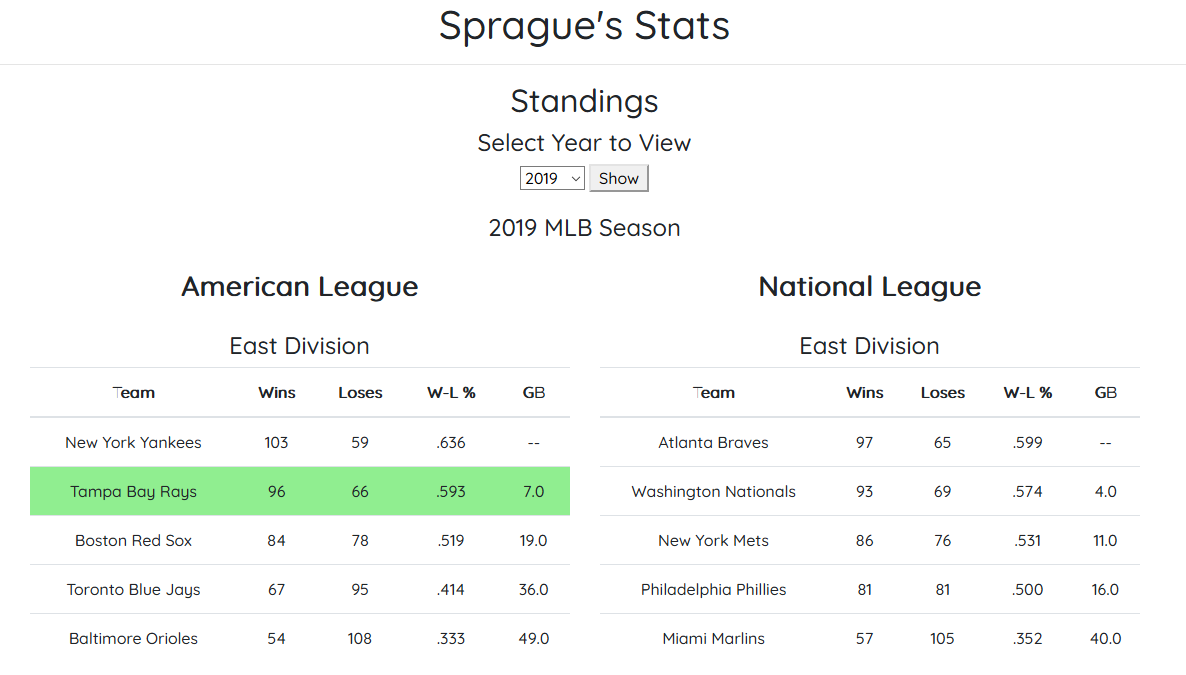 Sprague's Stats
Standings
Select Year to View
2019 Show
2019 MLB Season
American League
East Division
Team Wins Loses W-L % GB
New York Yankees 103 59 .636 --
Tampa Bay Rays 96 66 .593 7.0
Boston Red Sox 84 78 .519 19.0
Toronto Blue Jays 67 95 .414 36.0
Baltimore Orioles 54 108 .333 49.0
National League
East Division
Team Wins Loses W-L % GB
Atlanta Braves 97 65 .599 --
Washington Nationals 93 69 .574 4.0
New York Mets 86 76 .531 11.0
Philadelphia Phillies 81 81 .500 16.0
Miami Marlins 57 105 .352 40.0